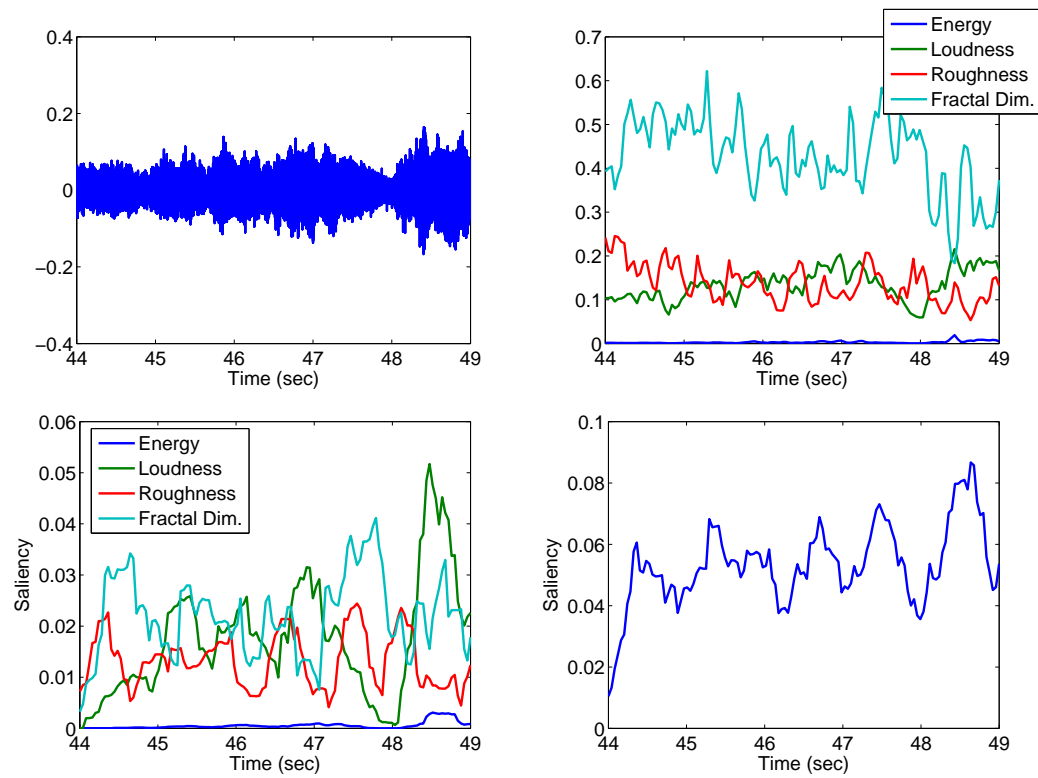 0.4
0.2
0
−0.2
−0.4
44 45 46 47 48 49
Time (sec)
0.7
0.6
0.5
0.4
0.3
0.2
0.1
0
44 45 46 47 48 49
Time (sec)
Energy
Loudness
Roughness
Fractal Dim.
0.06
0.05
0.04
0.03
0.02
0.01
0
Saliency
44 45 46 47 48 49
Time (sec)
Energy
Loudness
Roughness
Fractal Dim.
0.1
0.08
0.06
0.04
0.02
0
Saliency
44 45 46 47 48 49
Time (sec)